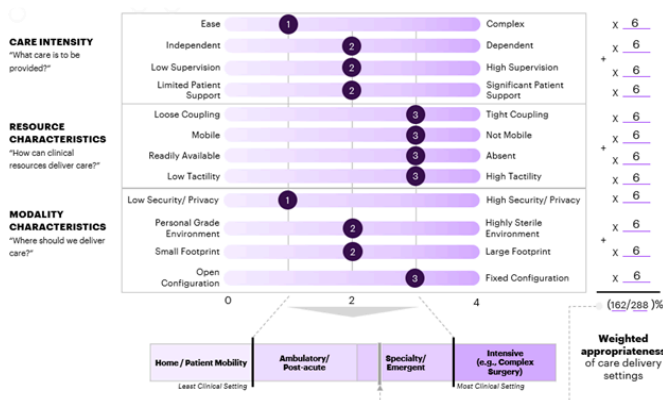 CARE INTENSITY
“What care is to be
provided?”
Ease 1 Complex X 6
Independent 2 Dependent X 6
+
Low Supervision 2 High Supervision X 6
Limited Patient
Support 2 Significant Patient
Support X 6
RESOURCE
CHARACTERISTICS
“How can clinical
resources deliver care?”
Loose Coupling 3 Tight Coupling X 6
Mobile 3 Not Mobile X 6
+
Readily Available 3 Absent X 6
Low Tactility 3 High Tactility X 6
MODALITY
CHARACTERISTICS
“Where should we deliver
care?”
Low Security/ Privacy 1 High Security/ Privacy X 6
Personal Grade
Environment 2 Highly Sterile
Environment X 6
+
Small Footprint 2 Large Footprint X 6
Open
Configuration 3 Fixed Configuration X 6
0 2 4
(162/288 )%
Weighted
appropriateness
of care delivery
settings
Home / Patient Mobility
Ambulatory/
Post-acute
Specialty/
Emergent
Intensive
(e.g., Complex
Surgery)
Least Clinical Setting
Most Clinical Setting